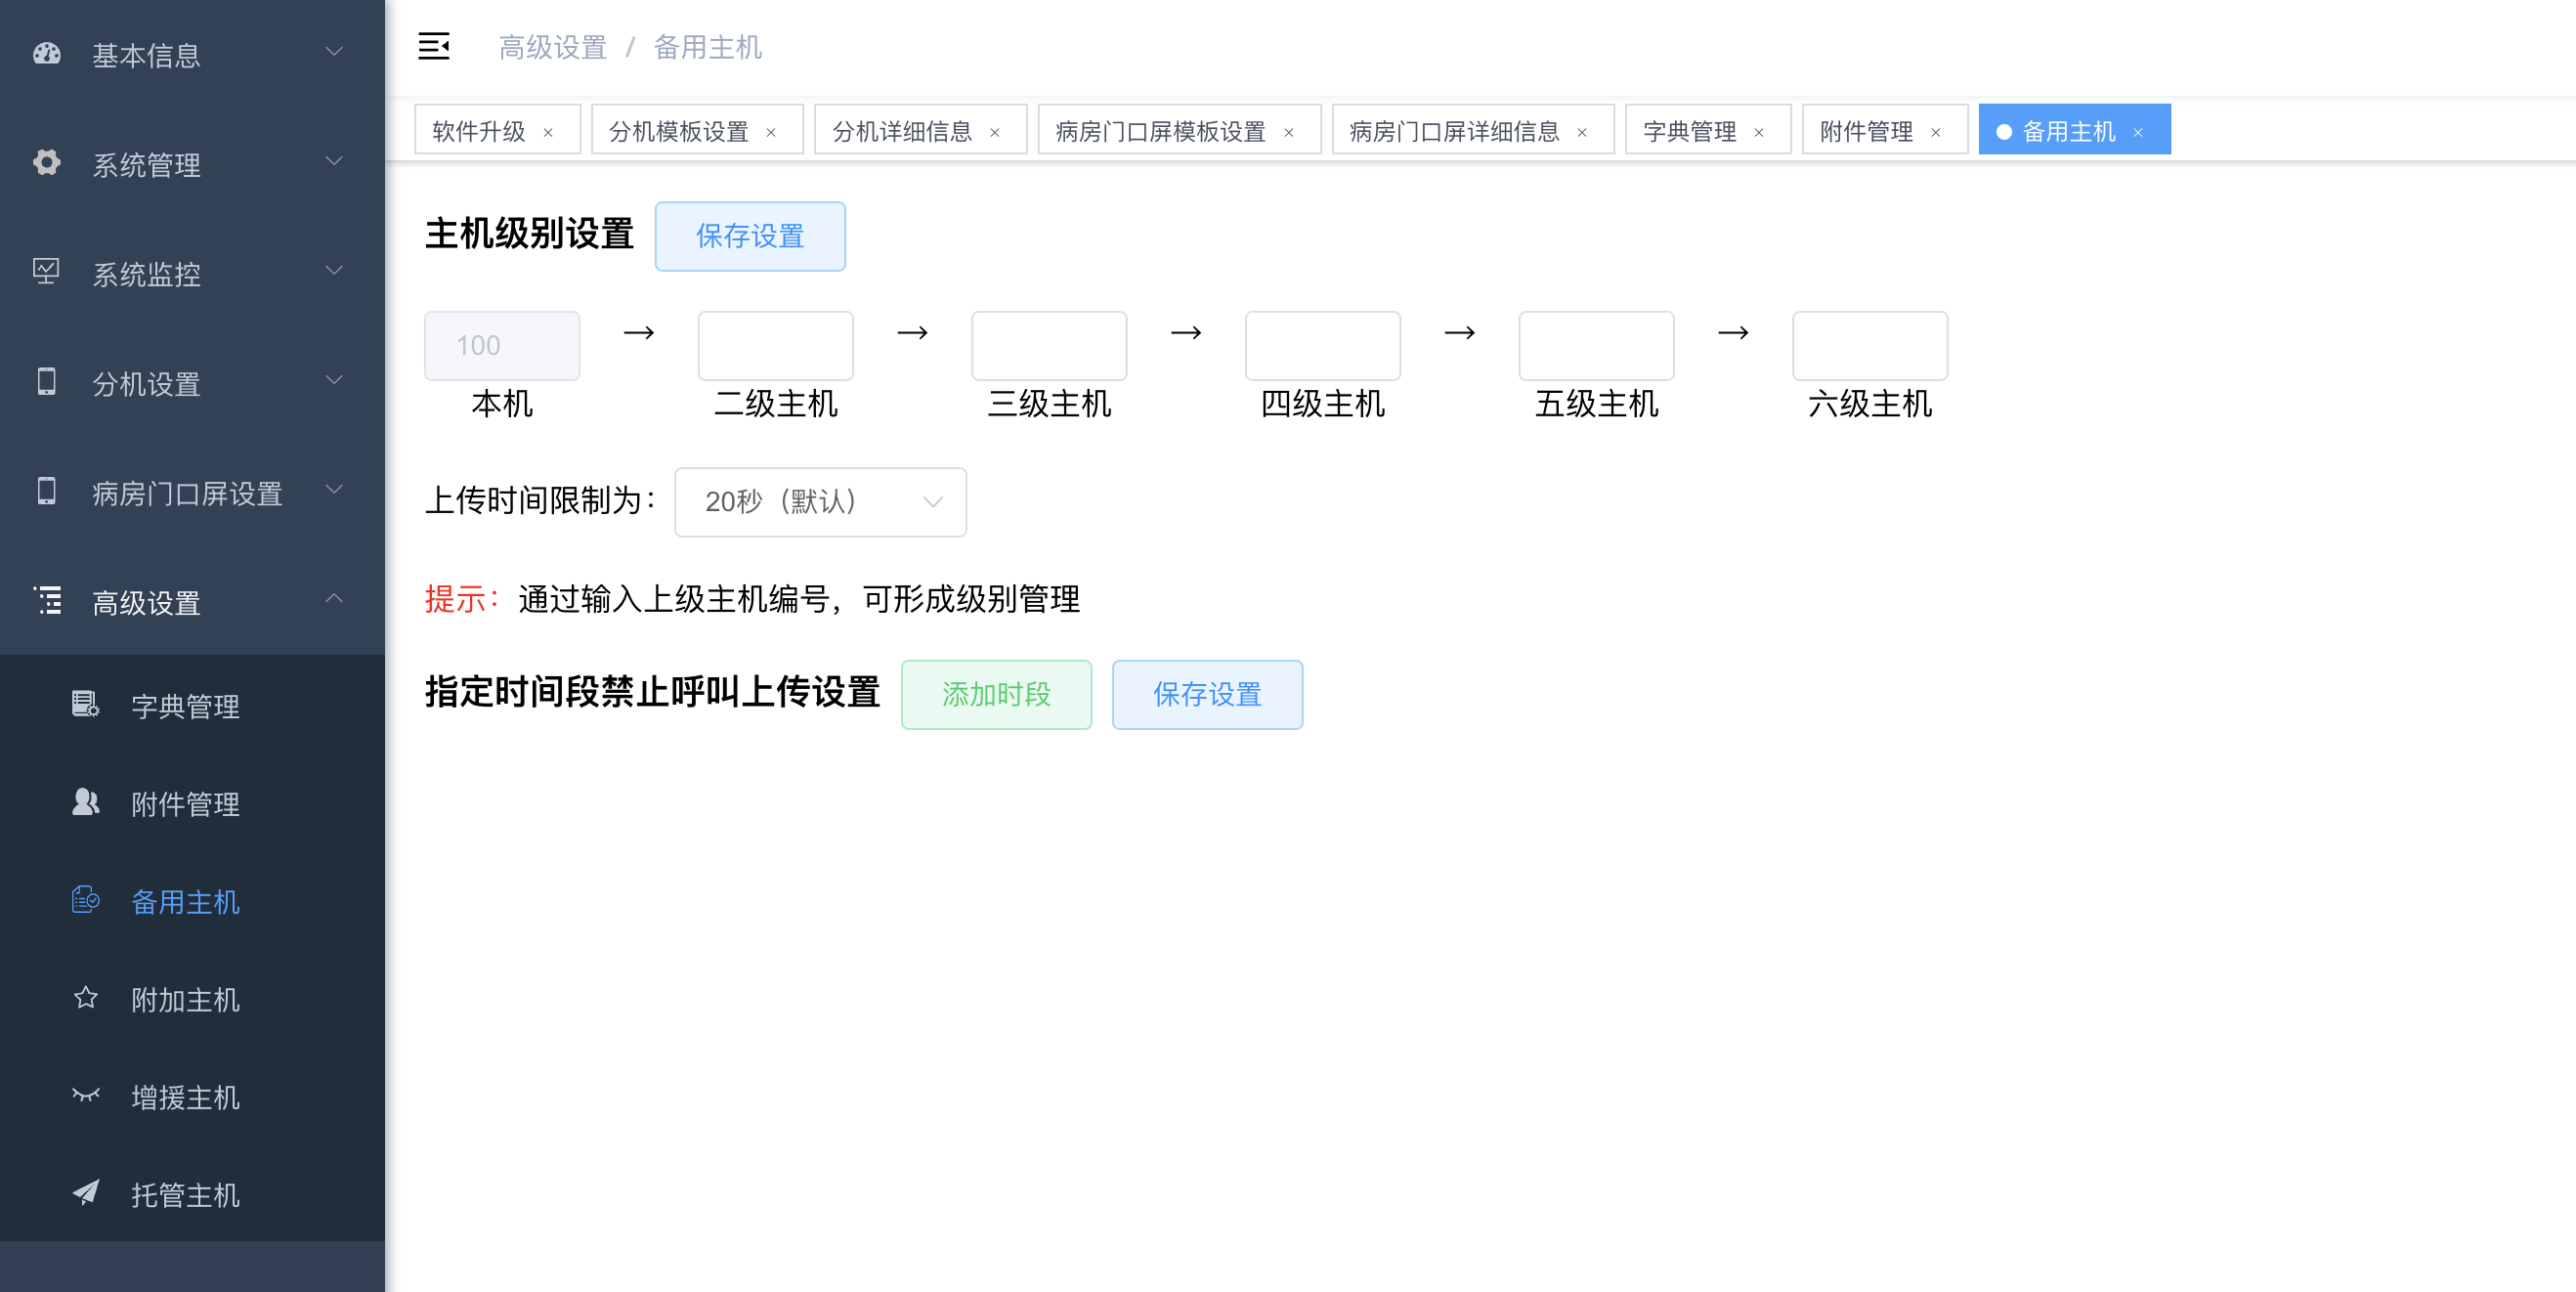 基本信息
系统管理
系统监控
分机设置
病房门口屏设置
高级设置
字典管理
附件管理
备用主机
附加主机
增援主机
托管主机
高级设置 / 备用主机
软件升级 × 分机模板设置 × 分机详细信息 × 病房门口屏模板设置 × 病房门口屏详细信息 × 字典管理 × 附件管理 × 备用主机 ×
主机级别设置 保存设置
100 → → → → →
本机 二级主机 三级主机 四级主机 五级主机 六级主机
上传时间限制为： 20秒（默认）
提示：通过输入上级主机编号，可形成级别管理
指定时间段禁止呼叫上传设置 添加时段 保存设置